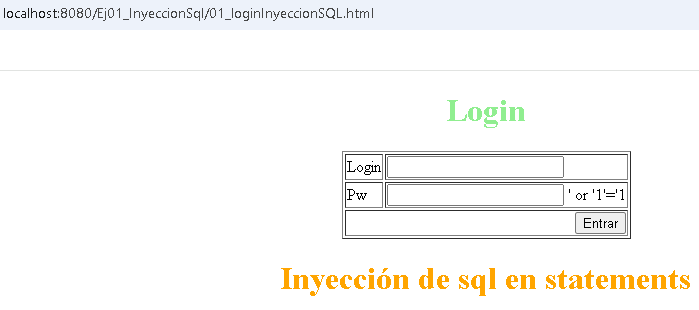 localhost:8080/Ej01_InyeccionSql/01_loginInyeccionSQL.html
Login
Login
Pw ' or '1'='1
Entrar
Inyección de sql en statements